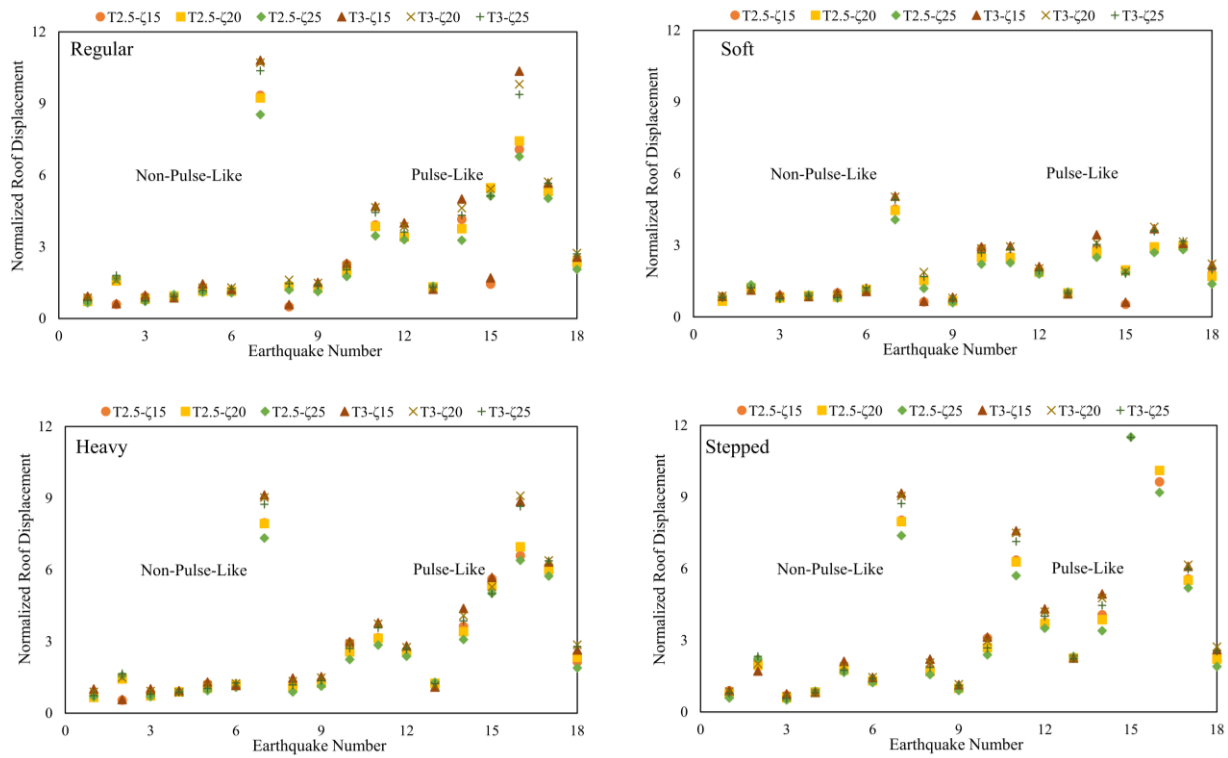 T2.5-ζ15 T2.5-ζ20 T2.5-ζ25 T3-ζ15 T3-ζ20 T3-ζ25
12
Regular
Normalized Roof Displacement
9
Non-Pulse-Like Pulse-Like
6
3
0
0 3 6 9 12 15 18
Earthquake Number
T2.5-ζ15 T2.5-ζ20 T2.5-ζ25 T3-ζ15 T3-ζ20 T3-ζ25
12
Soft
Normalized Roof Displacement
9
Non-Pulse-Like Pulse-Like
6
3
0
0 3 6 9 12 15 18
Earthquake Number
T2.5-ζ15 T2.5-ζ20 T2.5-ζ25 T3-ζ15 T3-ζ20 T3-ζ25
12
Heavy
Normalized Roof Displacement
9
Non-Pulse-Like Pulse-Like
6
3
0
0 3 6 9 12 15 18
Earthquake Number
T2.5-ζ15 T2.5-ζ20 T2.5-ζ25 T3-ζ15 T3-ζ20 T3-ζ25
12
Stepped
Normalized Roof Displacement
9
Non-Pulse-Like Pulse-Like
6
3
0
0 3 6 9 12 15 18
Earthquake Number